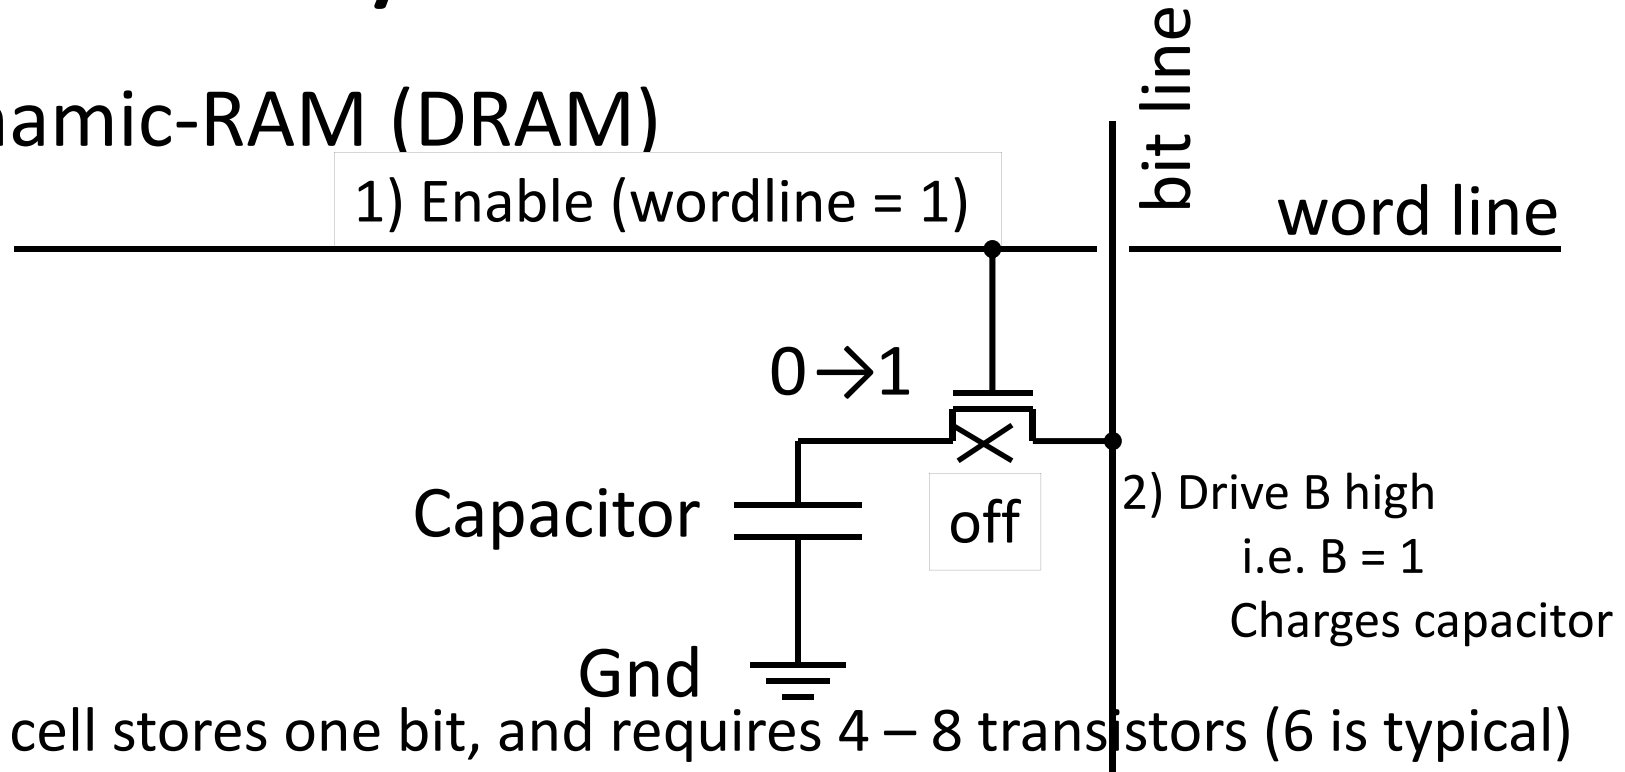 namic-RAM (DRAM)
bit line
1) Enable (wordline = 1)
word line
0→1
Capacitor
off
2) Drive B high
i.e. B = 1
Charges capacitor
Gnd
cell stores one bit, and requires 4 – 8 transistors (6 is typical)